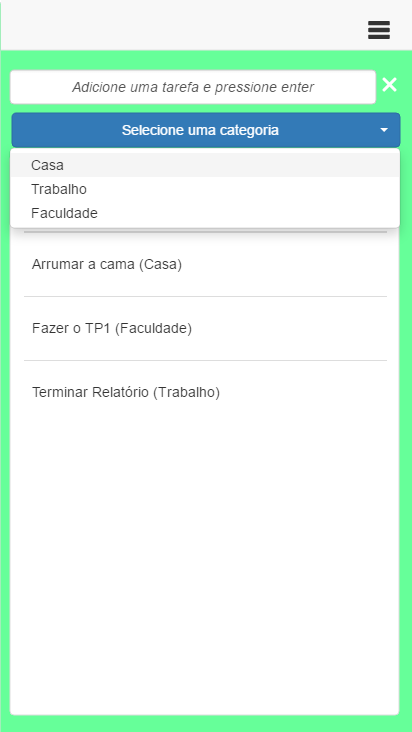 Adicione uma tarefa e pressione enter
Selecione uma categoria
Casa
Trabalho
Faculdade
Arrumar a cama (Casa)
Fazer o TP1 (Faculdade)
Terminar Relatório (Trabalho)